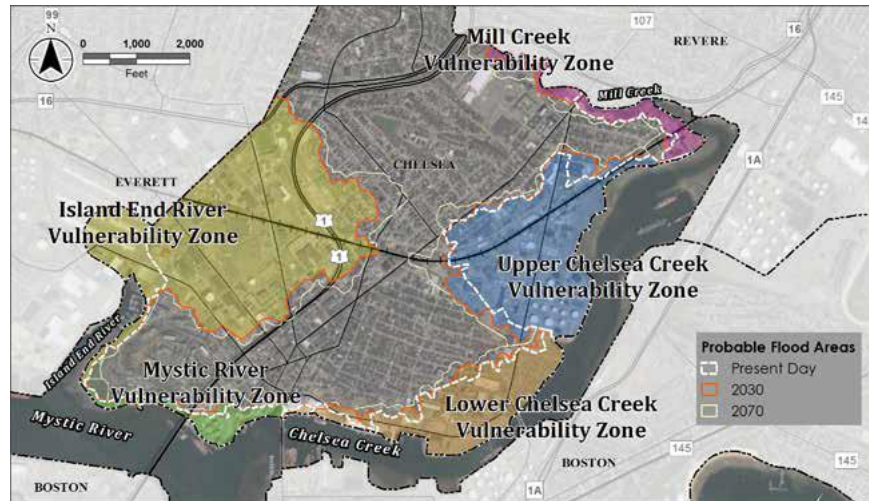 99
N
0 1,000 2,000
Feet
16
107
REVERE
16
Mill Creek
Vulnerability Zone
Mill Creek
145
145
1A
CHELSEA
EVERETT
Island End River
Vulnerability Zone
1
1
Upper Chelsea Creek
Vulnerability Zone
Island End River
Mystic River
Vulnerability Zone
Lower Chelsea Creek
Vulnerability Zone
Mystic River
Chelsea Creek
BOSTON
BOSTON
1A
145
145
Probable Flood Areas
Present Day
2030
2070